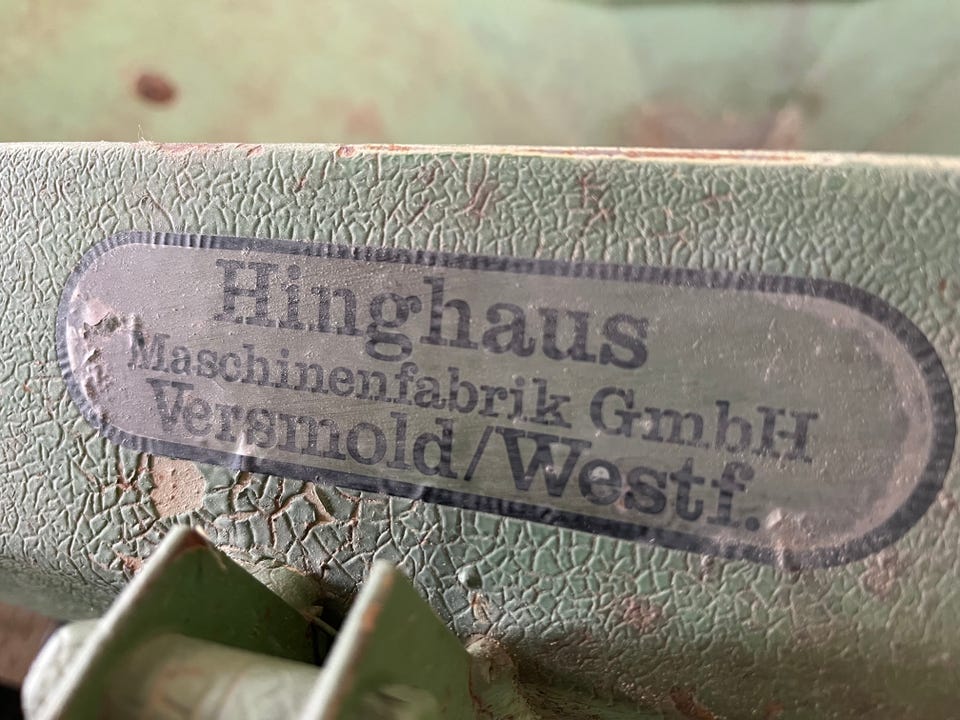 Hinghaus
Maschinenfabrik GmbH
Versmold/Westf.